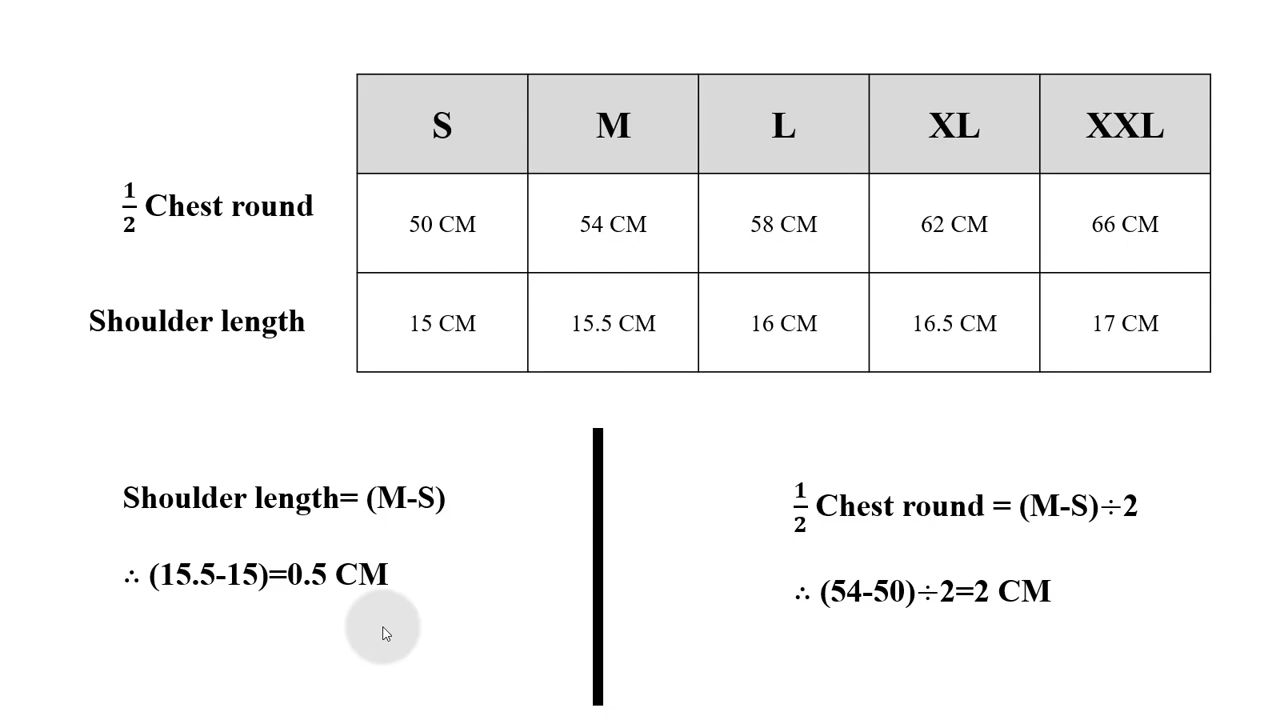 S M L XL XXL
½ Chest round 50 CM 54 CM 58 CM 62 CM 66 CM
Shoulder length 15 CM 15.5 CM 16 CM 16.5 CM 17 CM
Shoulder length= (M-S)
∴ (15.5-15)=0.5 CM
½ Chest round = (M-S)÷2
∴ (54-50)÷2=2 CM